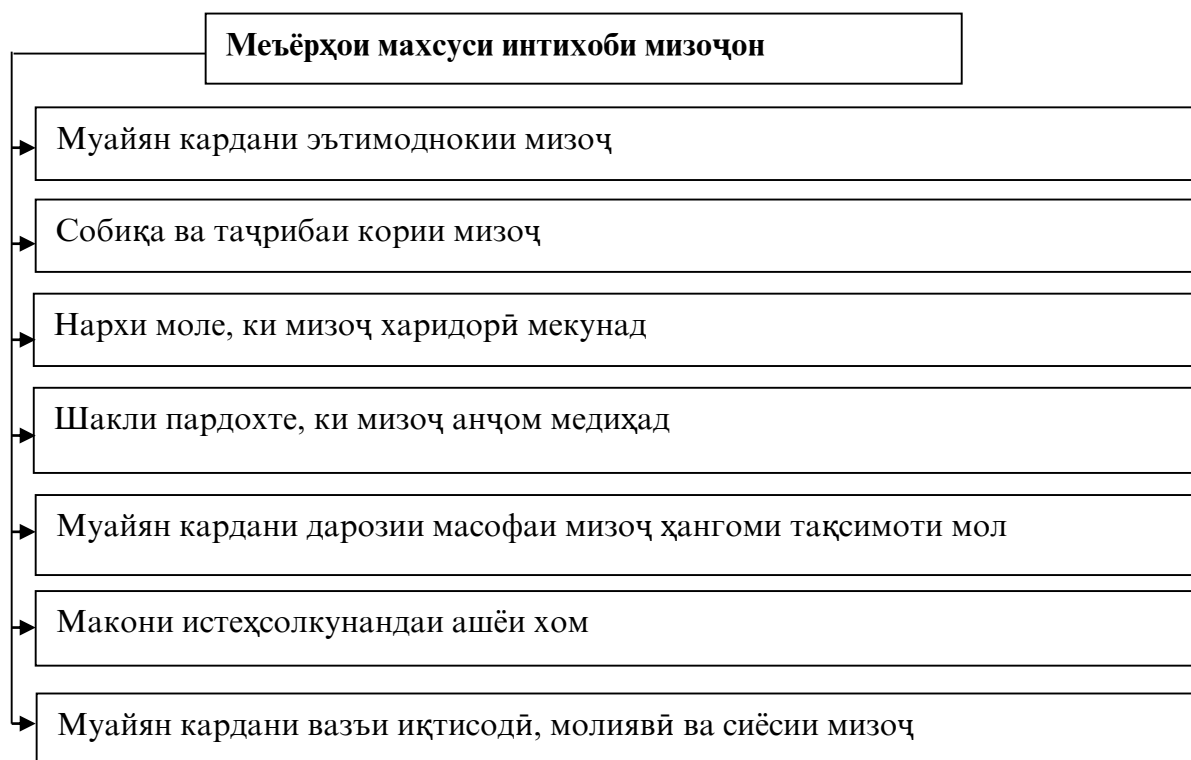 Меъёрҳои махсуси интихоби мизоҷон
Муайян кардани эътимоднокии мизоҷ
Собиқа ва таҷрибаи кории мизоҷ
Нархи моле, ки мизоҷ харидорӣ мекунад
Шакли пардохте, ки мизоҷ анҷом медиҳад
Муайян кардани дарозии масофаи мизоҷ ҳангоми тақсимоти мол
Макони истеҳсолкунандаи ашёи хом
Муайян кардани вазъи иқтисодӣ, молиявӣ ва сиёсии мизоҷ